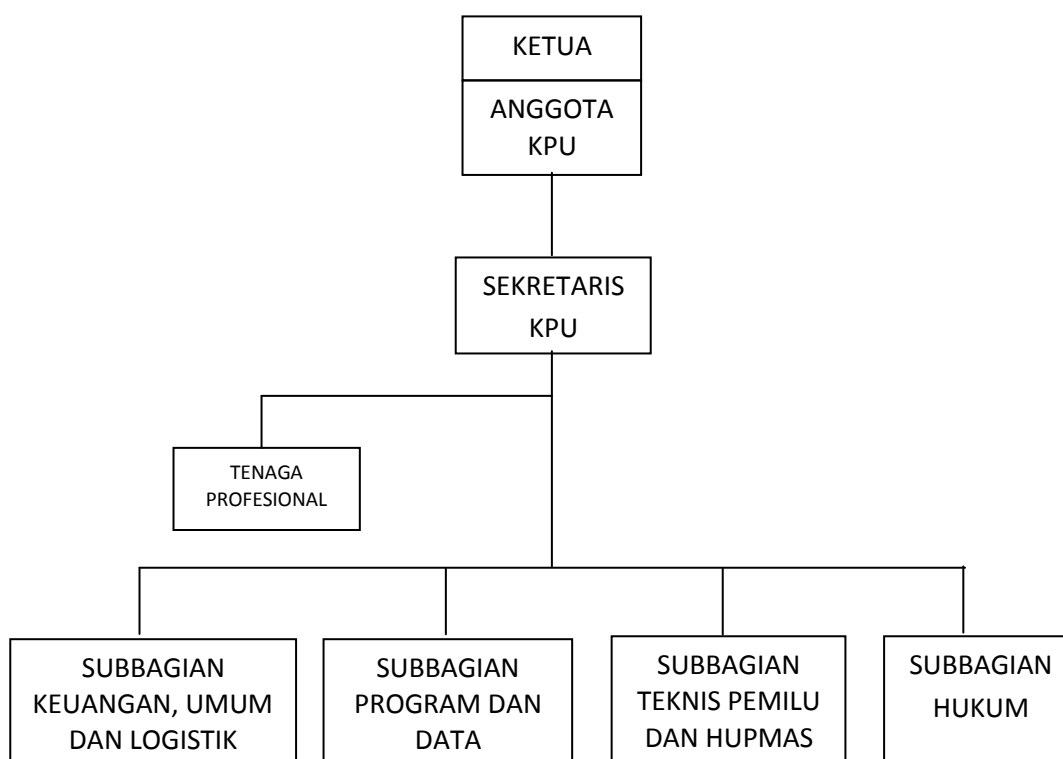 KETUA
ANGGOTA
KPU
SEKRETARIS
KPU
TENAGA
PROFESIONAL
SUBBAGIAN
KEUANGAN, UMUM
DAN LOGISTIK
SUBBAGIAN
PROGRAM DAN
DATA
SUBBAGIAN
TEKNIS PEMILU
DAN HUPMAS
SUBBAGIAN
HUKUM